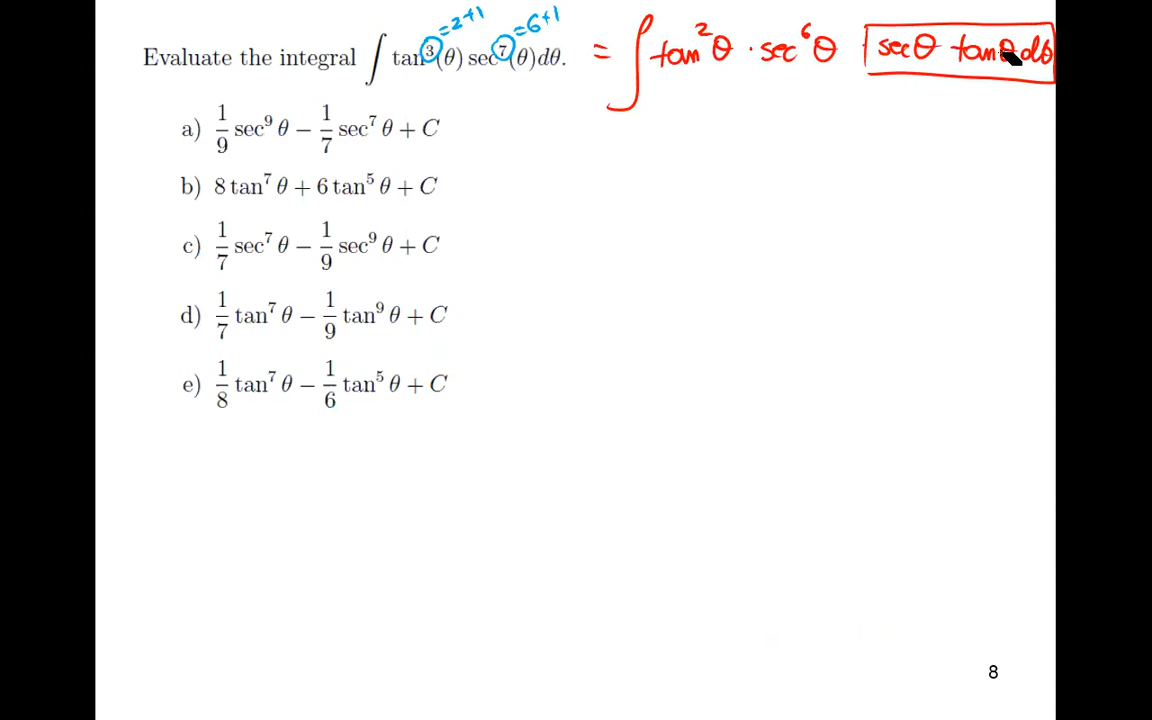 Evaluate the integral ∫ tan³(θ) sec⁷(θ)dθ. = ∫ tan²θ · sec⁶θ · secθ tanθ dθ
=2+1 =6+1
a) 1/9 sec⁹ θ − 1/7 sec⁷ θ + C
b) 8 tan⁷ θ + 6 tan⁵ θ + C
c) 1/7 sec⁷ θ − 1/9 sec⁹ θ + C
d) 1/7 tan⁷ θ − 1/9 tan⁹ θ + C
e) 1/8 tan⁷ θ − 1/6 tan⁵ θ + C
8